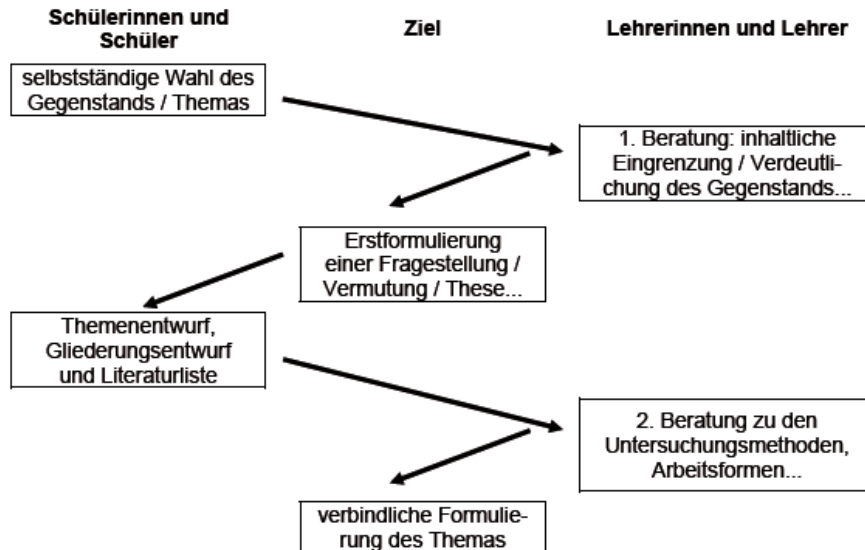 Schülerinnen und
Schüler
Ziel
Lehrerinnen und Lehrer
selbstständige Wahl des
Gegenstands / Themas
1. Beratung: inhaltliche
Eingrenzung / Verdeutli-
chung des Gegenstands...
Erstformulierung
einer Fragestellung /
Vermutung / These...
Themenentwurf,
Gliederungsentwurf
und Literaturliste
2. Beratung zu den
Untersuchungsmethoden,
Arbeitsformen...
verbindliche Formulie-
rung des Themas